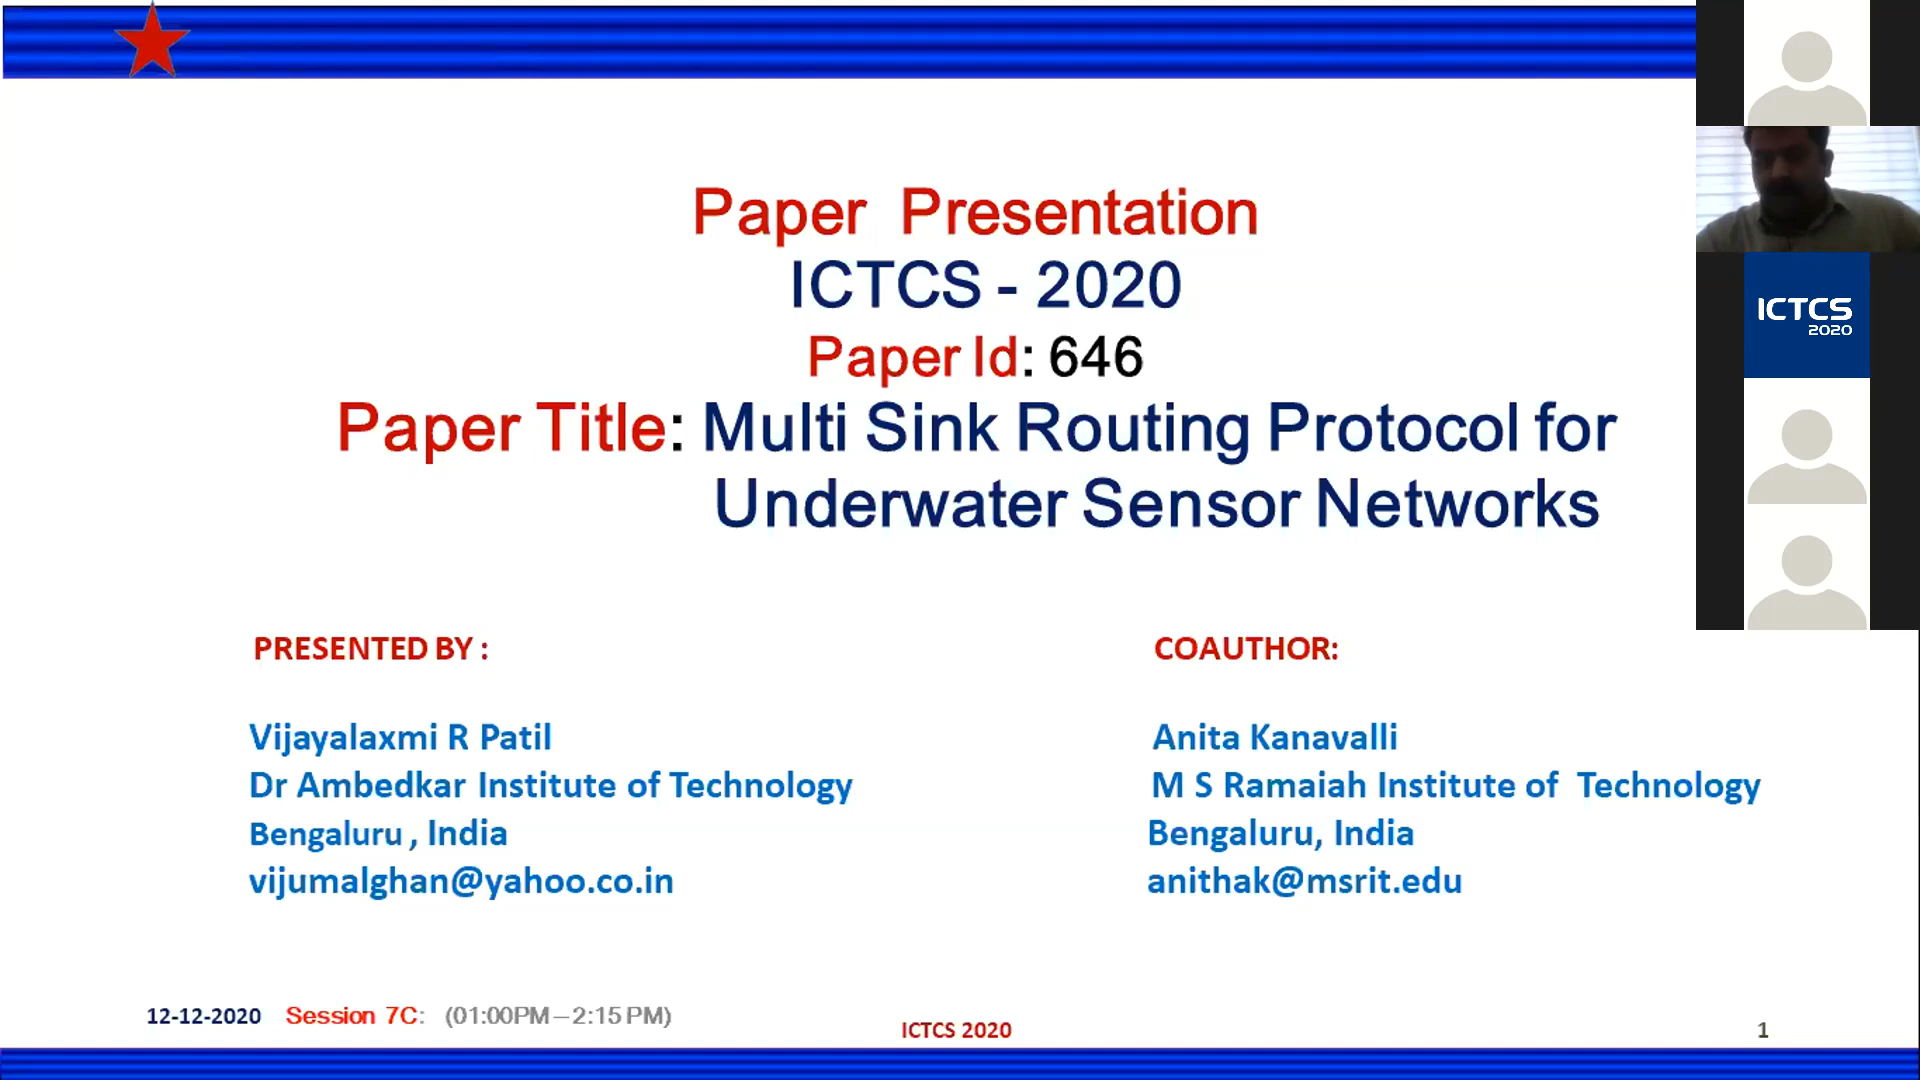 Paper Presentation
ICTCS - 2020
Paper Id: 646
Paper Title: Multi Sink Routing Protocol for
Underwater Sensor Networks
ICTCS
2020
PRESENTED BY :
Vijayalaxmi R Patil
Dr Ambedkar Institute of Technology
Bengaluru , India
vijumalghan@yahoo.co.in
COAUTHOR:
Anita Kanavalli
M S Ramaiah Institute of Technology
Bengaluru, India
anithak@msrit.edu
12-12-2020 Session 7C: (01:00PM – 2:15 PM)
ICTCS 2020
1